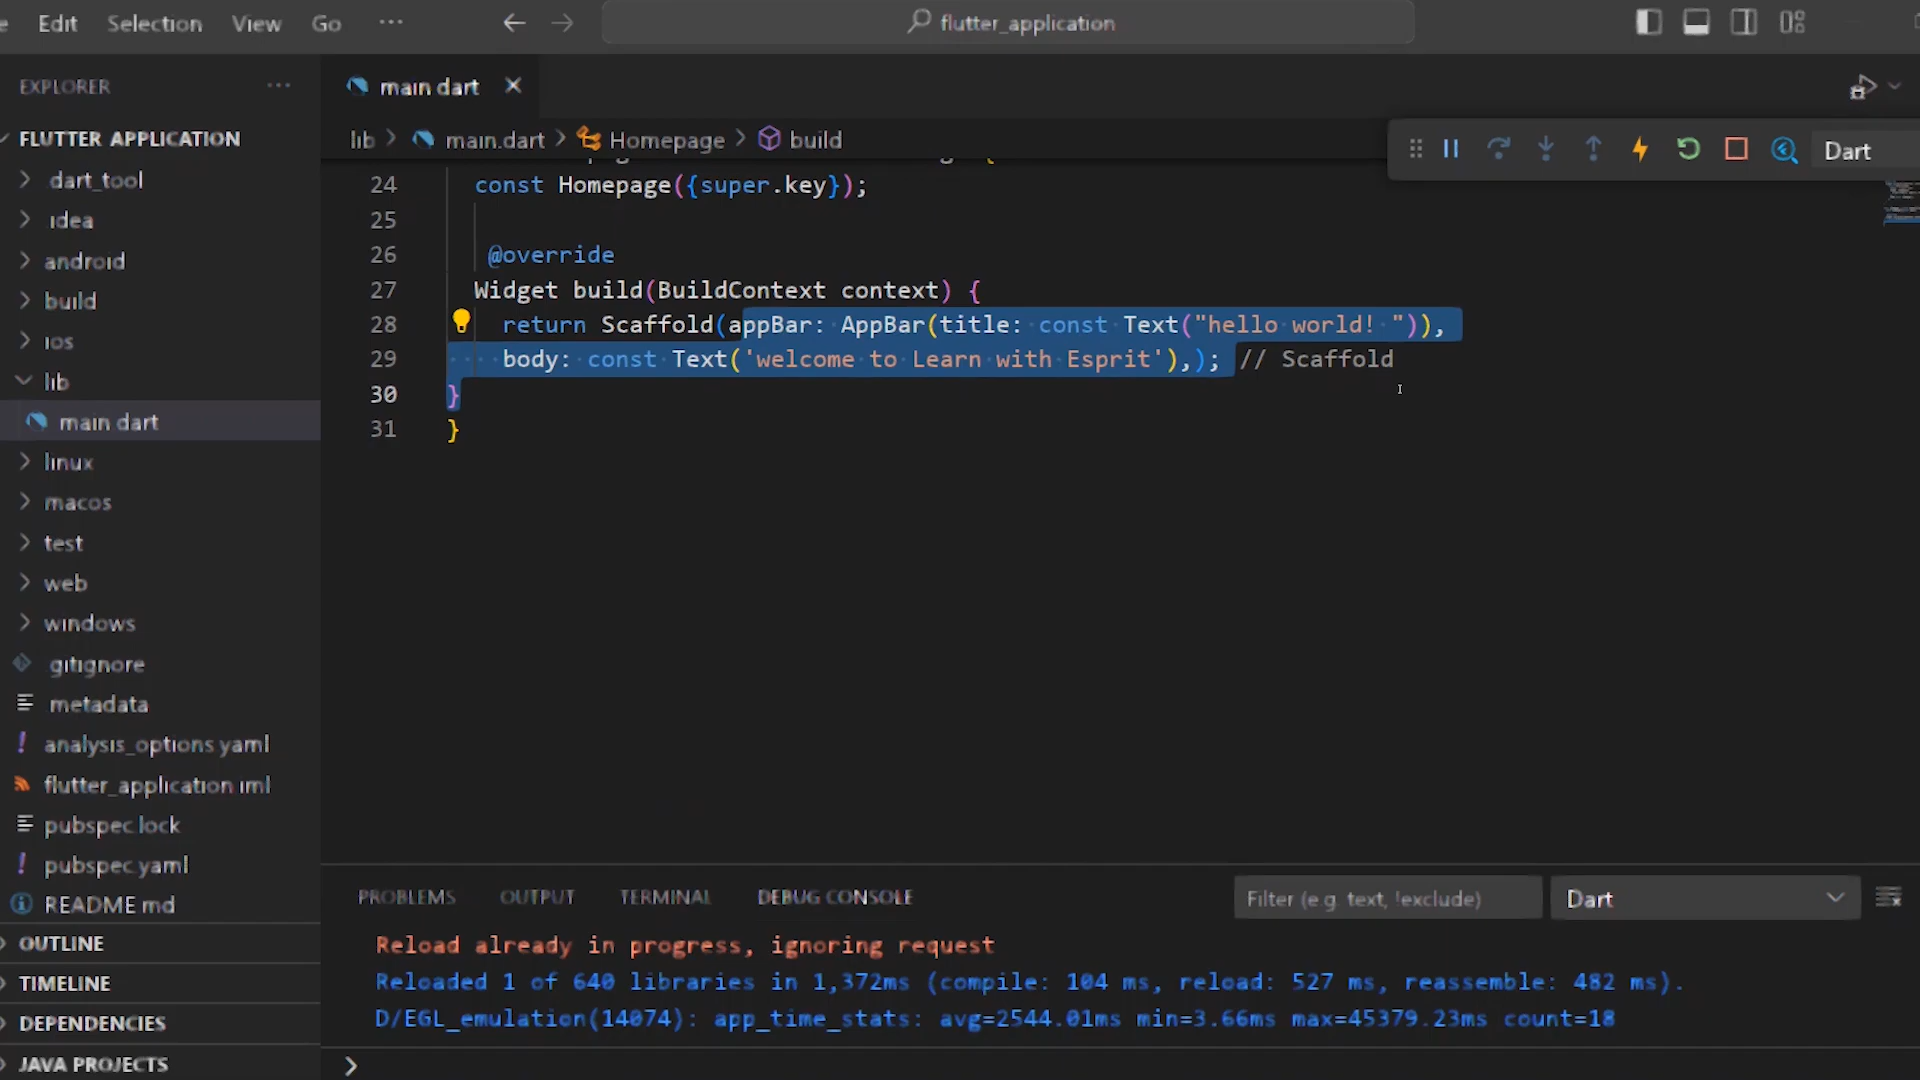 Edit Selection View Go ... flutter_application
EXPLORER ...
main dart
FLUTTER APPLICATION
lib > main.dart > Homepage > build
Dart
.dart_tool
.idea
android
build
ios
lib
main dart
linux
macos
test
web
windows
gitignore
metadata
analysis_options yaml
flutter_application iml
pubspec.lock
pubspec.yaml
README md
OUTLINE
TIMELINE
DEPENDENCIES
JAVA PROJECTS
24 const Homepage({super.key});
25
26 @override
27 Widget build(BuildContext context) {
28 return Scaffold(appBar: AppBar(title: const Text("hello world! ")),
29 body: const Text('welcome to Learn with Esprit'),); // Scaffold
30 }
31 }
PROBLEMS OUTPUT TERMINAL DEBUG CONSOLE
Filter (e.g. text, !exclude) Dart
Reload already in progress, ignoring request
Reloaded 1 of 640 libraries in 1,372ms (compile: 104 ms, reload: 527 ms, reassemble: 482 ms).
D/EGL_emulation(14074): app_time_stats: avg=2544.01ms min=3.66ms max=45379.23ms count=18